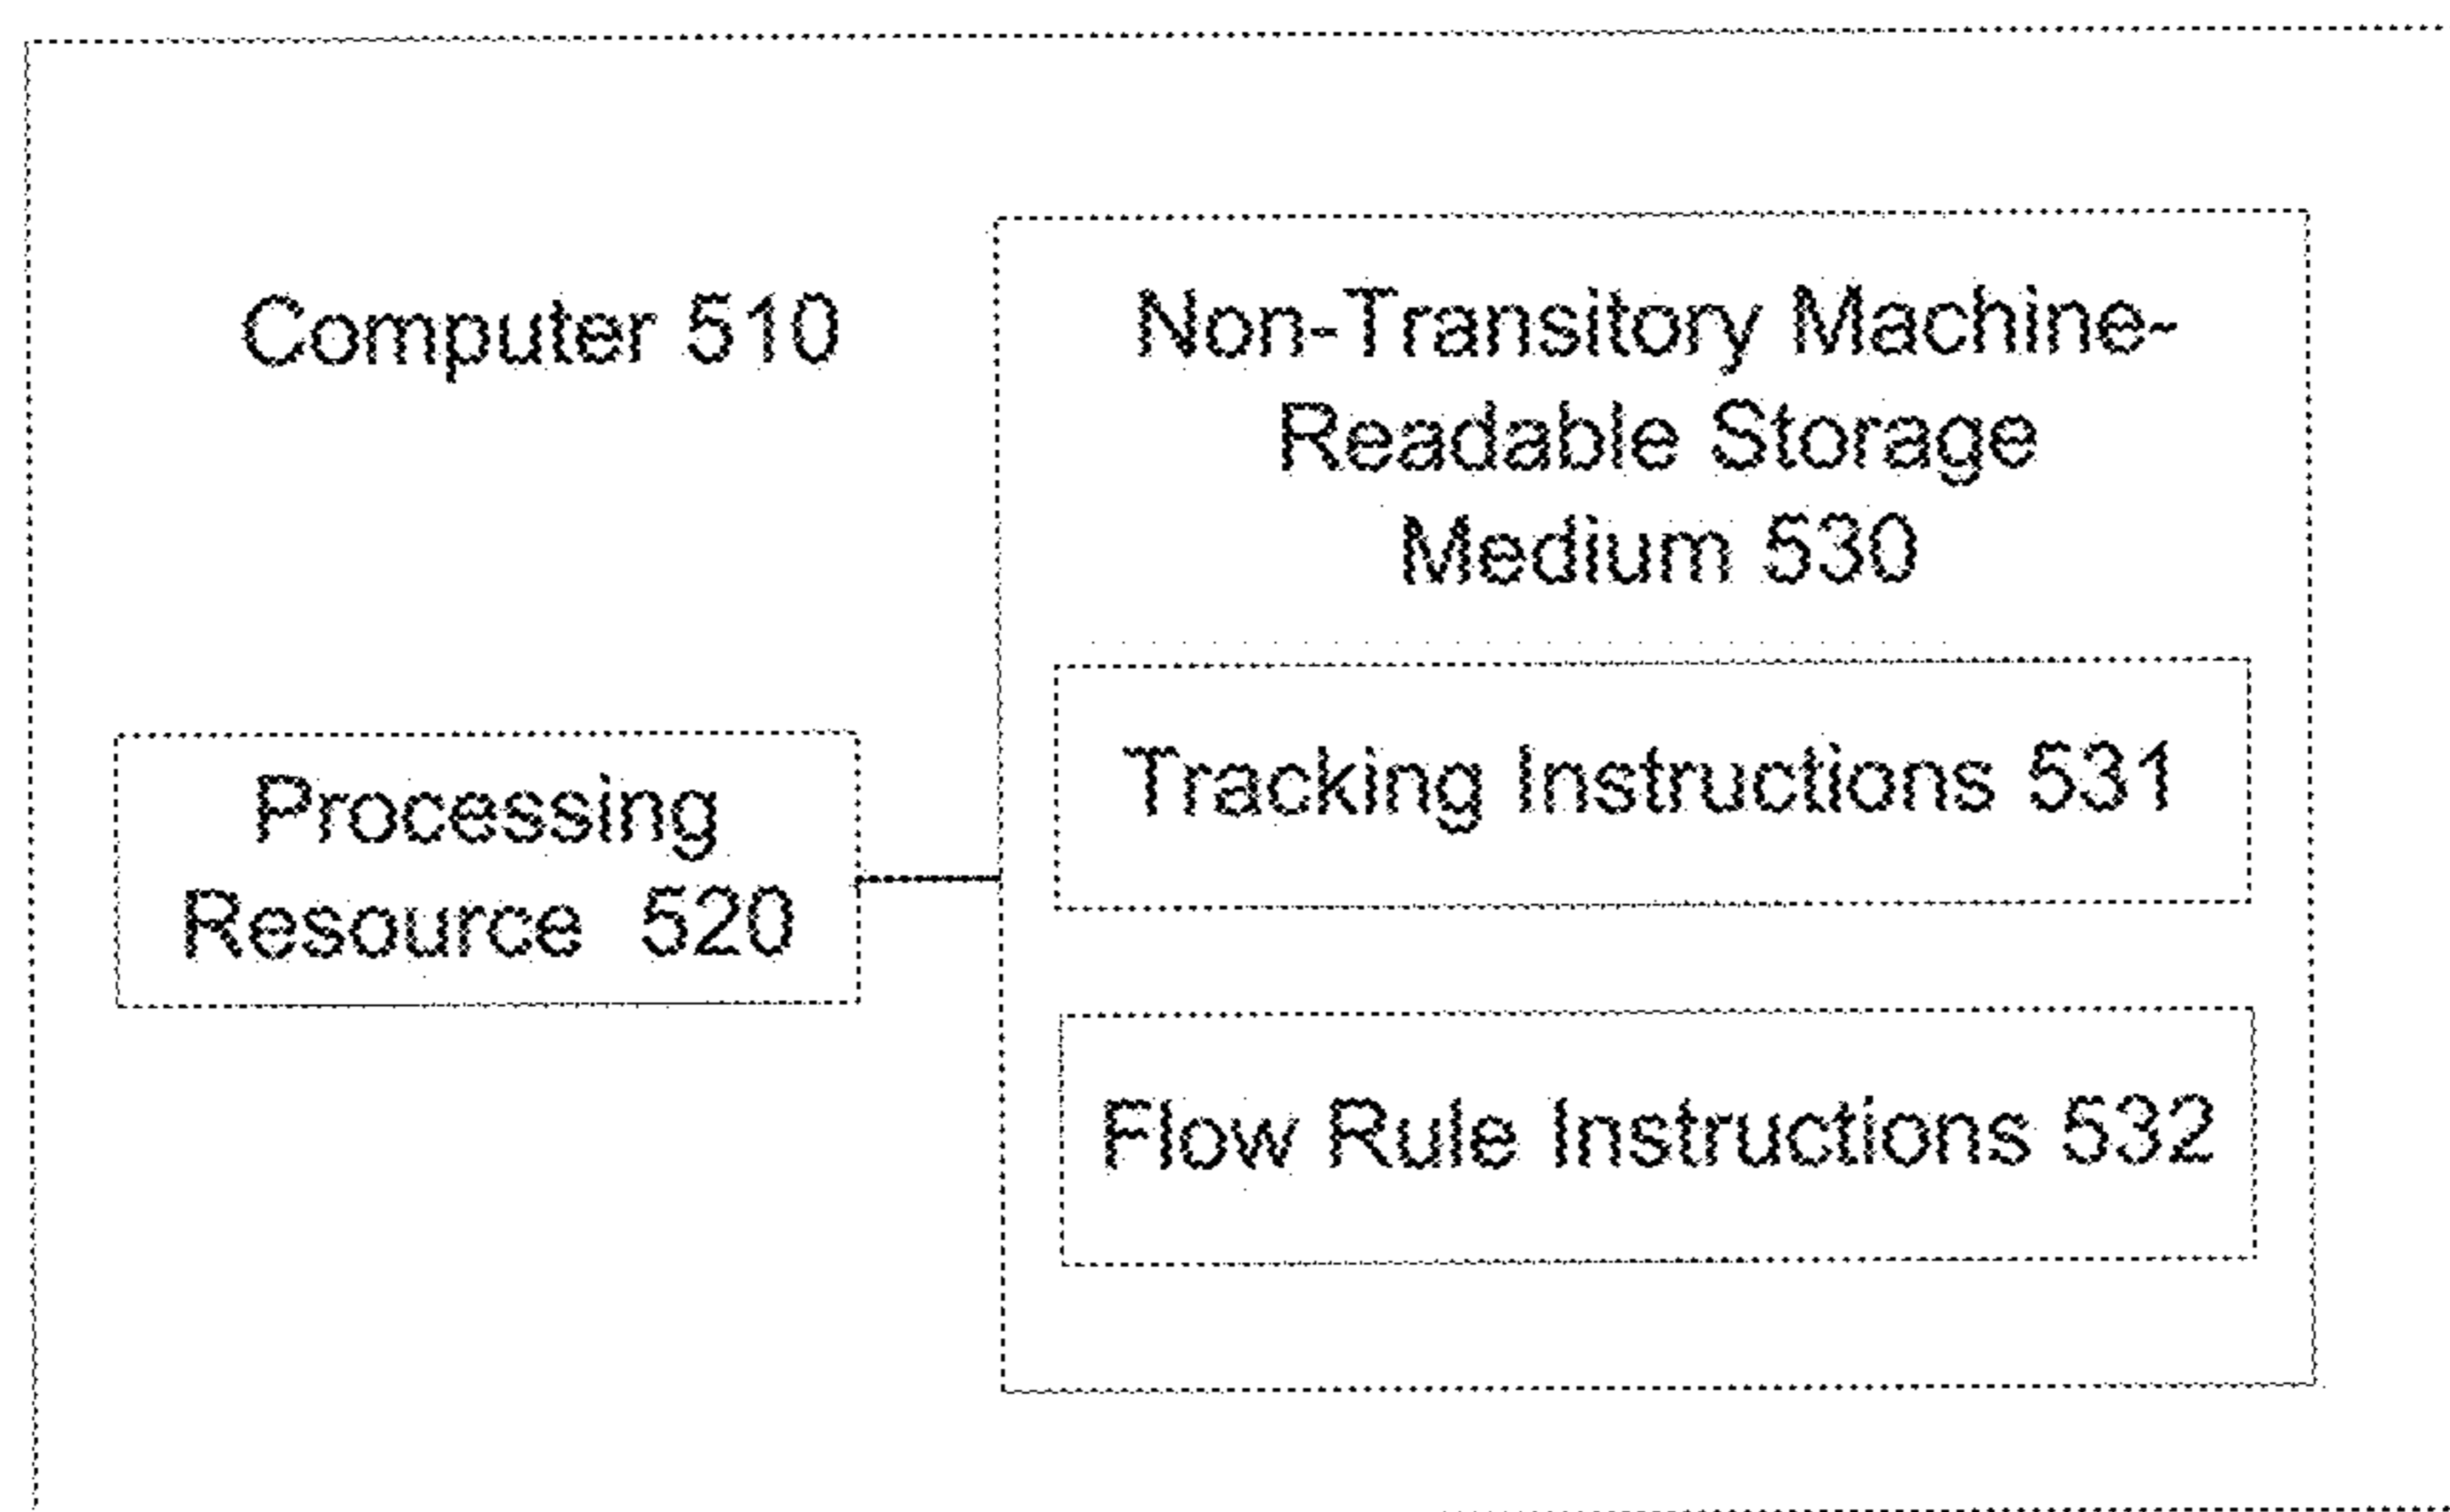 Computer 510
Non-Transitory Machine-
Readable Storage
Medium 530
Processing
Resource 520
Tracking Instructions 531
Flow Rule Instructions 532